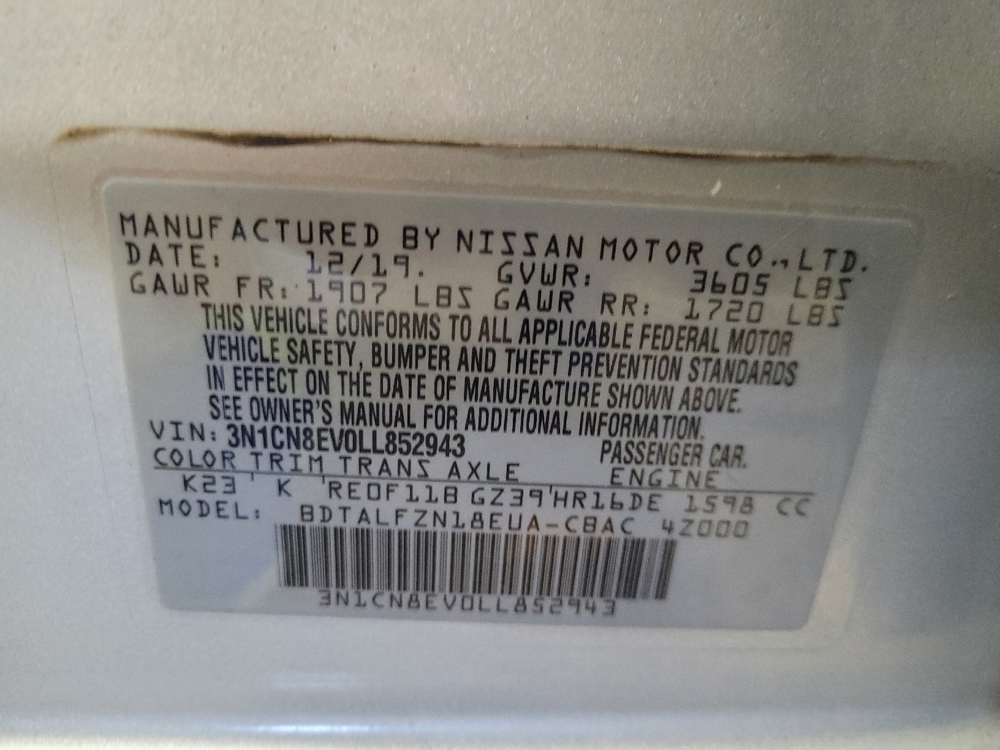 MANUFACTURED BY NISSAN MOTOR CO., LTD.
DATE: 12/19. GVWR: 3605 LBS
GAWR FR: 1907 LBS GAWR RR: 1720 LBS
THIS VEHICLE CONFORMS TO ALL APPLICABLE FEDERAL MOTOR
VEHICLE SAFETY, BUMPER AND THEFT PREVENTION STANDARDS
IN EFFECT ON THE DATE OF MANUFACTURE SHOWN ABOVE.
SEE OWNER'S MANUAL FOR ADDITIONAL INFORMATION.
VIN: 3N1CN8EV0LL852943 PASSENGER CAR.
COLOR TRIM TRANS AXLE ENGINE
K23 K RE0F11B GZ39 HR16DE 1598 CC
MODEL: BDTALFZN18EUA-CBAC 4Z000
3N1CN8EV0LL852943